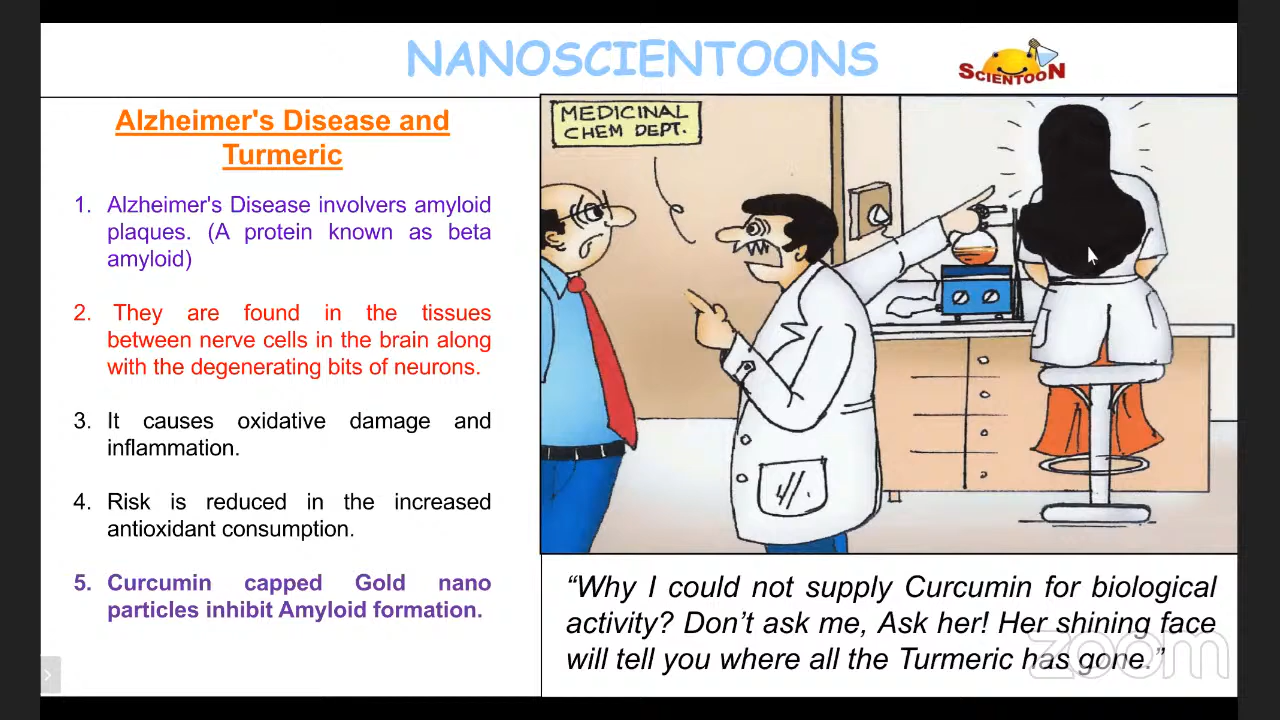 NANOSCIENTOONS
SCIENTOON
Alzheimer's Disease and
Turmeric
1. Alzheimer's Disease involvers amyloid
plaques. (A protein known as beta
amyloid)
2. They are found in the tissues
between nerve cells in the brain along
with the degenerating bits of neurons.
3. It causes oxidative damage and
inflammation.
4. Risk is reduced in the increased
antioxidant consumption.
5. Curcumin capped Gold nano
particles inhibit Amyloid formation.
MEDICINAL
CHEM DEPT.
“Why I could not supply Curcumin for biological
activity? Don’t ask me, Ask her! Her shining face
will tell you where all the Turmeric has gone.”
zoom